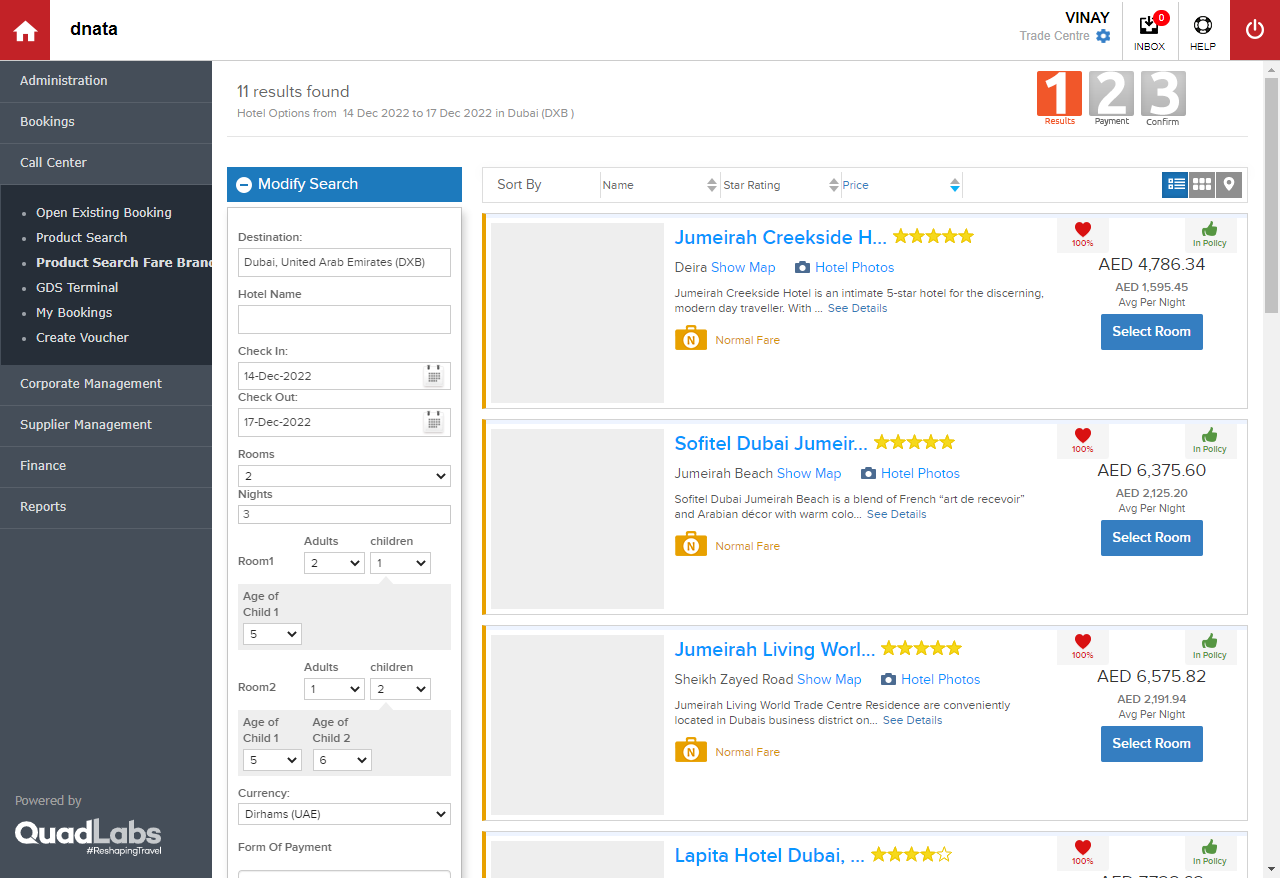 dnata
VINAY
Trade Centre
0
INBOX
HELP
Administration
Bookings
Call Center
Open Existing Booking
Product Search
Product Search Fare Bran
GDS Terminal
My Bookings
Create Voucher
Corporate Management
Supplier Management
Finance
Reports
Powered by
QuadLabs
#ReshapingTravel
11 results found
Hotel Options from 14 Dec 2022 to 17 Dec 2022 in Dubai (DXB )
1 Results
2 Payment
3 Confirm
Modify Search
Destination:
Dubai, United Arab Emirates (DXB)
Hotel Name
Check In:
14-Dec-2022
Check Out:
17-Dec-2022
Rooms
2
Nights
3
Adults children
Room1 2 1
Age of
Child 1
5
Adults children
Room2 1 2
Age of Age of
Child 1 Child 2
5 6
Currency:
Dirhams (UAE)
Form Of Payment
Sort By Name Star Rating Price
Jumeirah Creekside H...
100%
In Policy
AED 4,786.34
Deira Show Map Hotel Photos
AED 1,595.45
Avg Per Night
Jumeirah Creekside Hotel is an intimate 5-star hotel for the discerning,
modern day traveller. With ... See Details
Select Room
N Normal Fare
Sofitel Dubai Jumeir...
100%
In Policy
AED 6,375.60
Jumeirah Beach Show Map Hotel Photos
AED 2,125.20
Avg Per Night
Sofitel Dubai Jumeirah Beach is a blend of French “art de recevoir”
and Arabian décor with warm colo... See Details
Select Room
N Normal Fare
Jumeirah Living Worl...
100%
In Policy
AED 6,575.82
Sheikh Zayed Road Show Map Hotel Photos
AED 2,191.94
Avg Per Night
Jumeirah Living World Trade Centre Residence are conveniently
located in Dubais business district on... See Details
Select Room
N Normal Fare
Lapita Hotel Dubai, ...
100%
In Policy